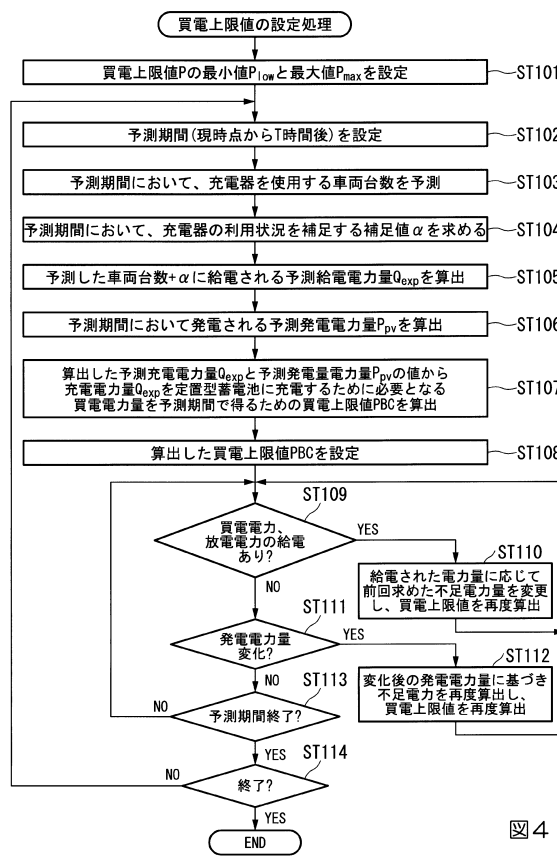 買電上限値の設定処理
買電上限値Pの最小値Plowと最大値Pmaxを設定
ST101
予測期間(現時点からT時間後)を設定
ST102
予測期間において、充電器を使用する車両台数を予測
ST103
予測期間において、充電器の利用状況を補足する補足値αを求める
ST104
予測した車両台数+αに給電される予測給電電力量Qexpを算出
ST105
予測期間において発電される予測発電電力量Ppvを算出
ST106
算出した予測充電電力量Qexpと予測発電量電力量Ppvの値から
充電電力量Qexpを定置型蓄電池に充電するために必要となる
買電電力量を予測期間で得るための買電上限値PBCを算出
ST107
算出した買電上限値PBCを設定
ST108
ST109
買電電力、
放電電力の給電
あり?
YES
NO
ST110
給電された電力量に応じて
前回求めた不足電力量を変更
し、買電上限値を再度算出
ST111
発電電力量
変化?
YES
NO
ST112
変化後の発電電力量に基づき
不足電力を再度算出し、
買電上限値を再度算出
ST113
予測期間終了?
NO
YES
ST114
終了?
NO
YES
END
図4